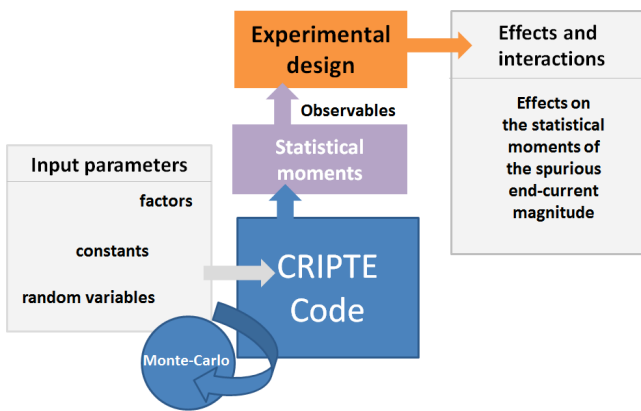 Experimental
design
Effects and
interactions
Observables
Effects on
the statistical
moments of
the spurious
end-current
magnitude
Statistical
moments
Input parameters
factors
constants
random variables
CRIPTE
Code
Monte-Carlo